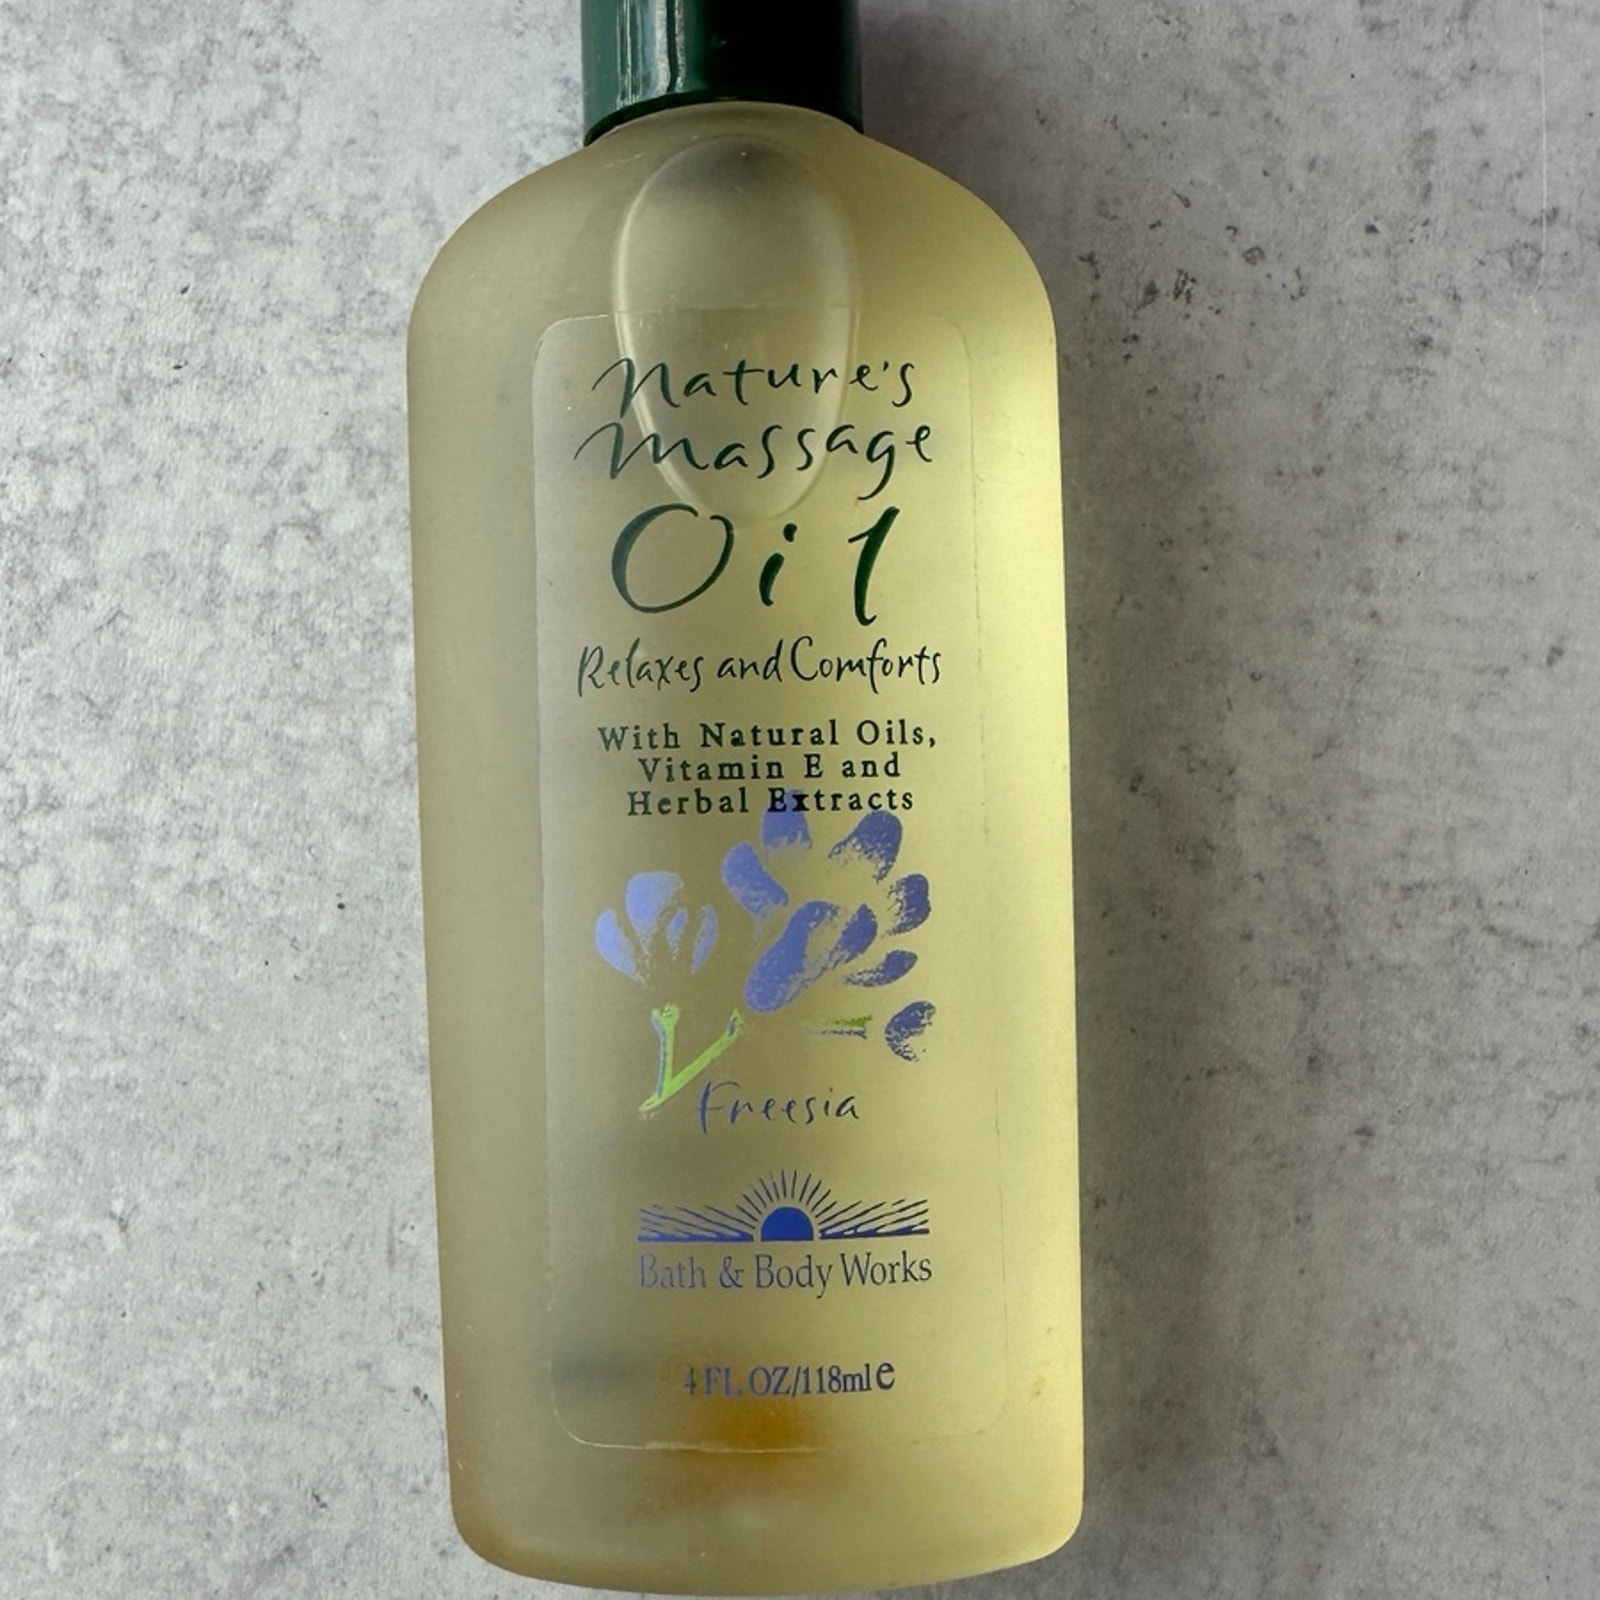 Nature's
Massage
Oil
Relaxes and Comforts
With Natural Oils,
Vitamin E and
Herbal Extracts
Freesia
Bath & Body Works
4 FL OZ/118ml e